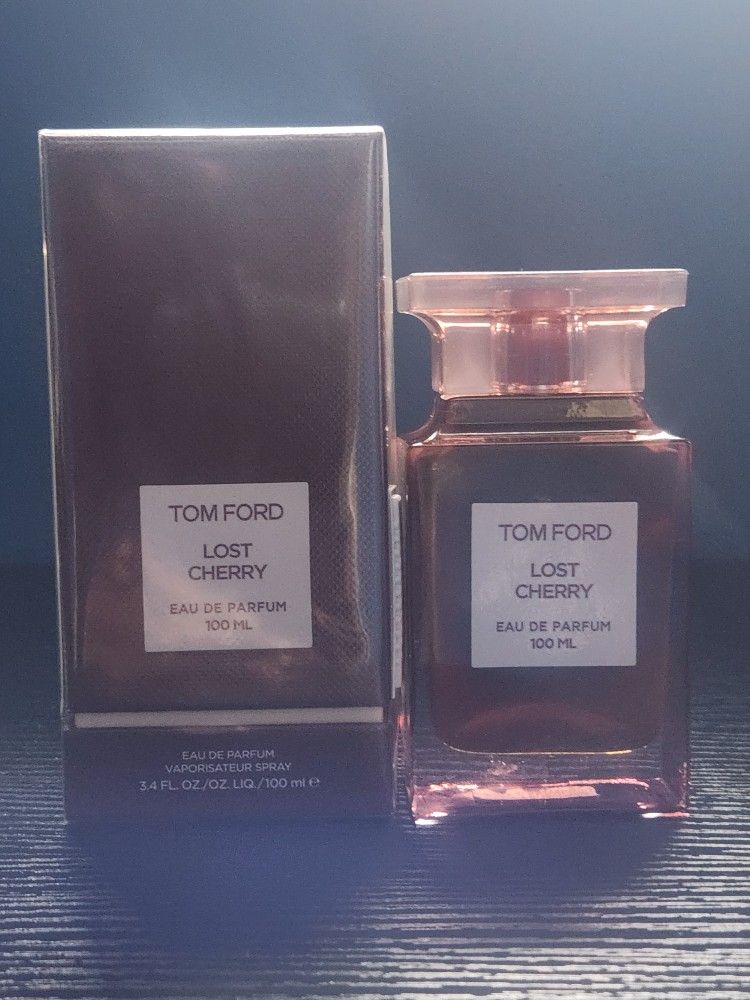 TOM FORD
LOST
CHERRY
EAU DE PARFUM
100 ML
EAU DE PARFUM
VAPORISATEUR SPRAY
3.4 FL. OZ./OZ. LIQ./100 ml ℮
TOM FORD
LOST
CHERRY
EAU DE PARFUM
100 ML